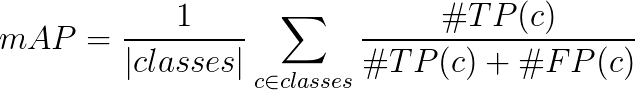 mAP = \frac{1}{|classes|} \sum_{c \in classes} \frac{\#TP(c)}{\#TP(c) + \#FP(c)}